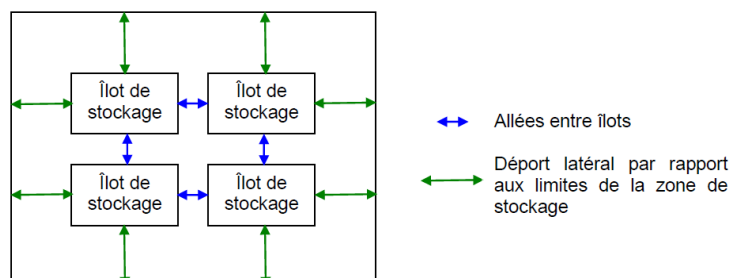 Îlot de
stockage
Îlot de
stockage
Îlot de
stockage
Îlot de
stockage
Allées entre îlots
Déport latéral par rapport
aux limites de la zone de
stockage